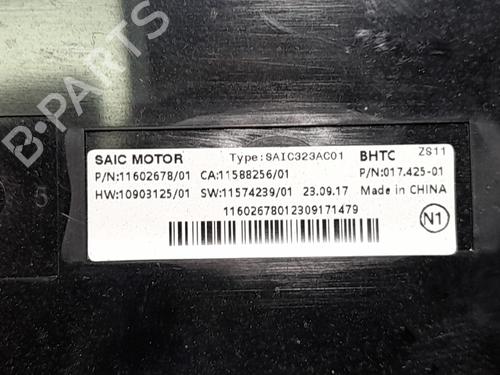 B-PARTS
SAIC MOTOR Type:SAIC323AC01 BHTC ZS11
P/N:11602678/01 CA:11588256/01 P/N:017.425-01
HW:10903125/01 SW:11574239/01 23.09.17 Made in CHINA
11602678012309171479 N1
5